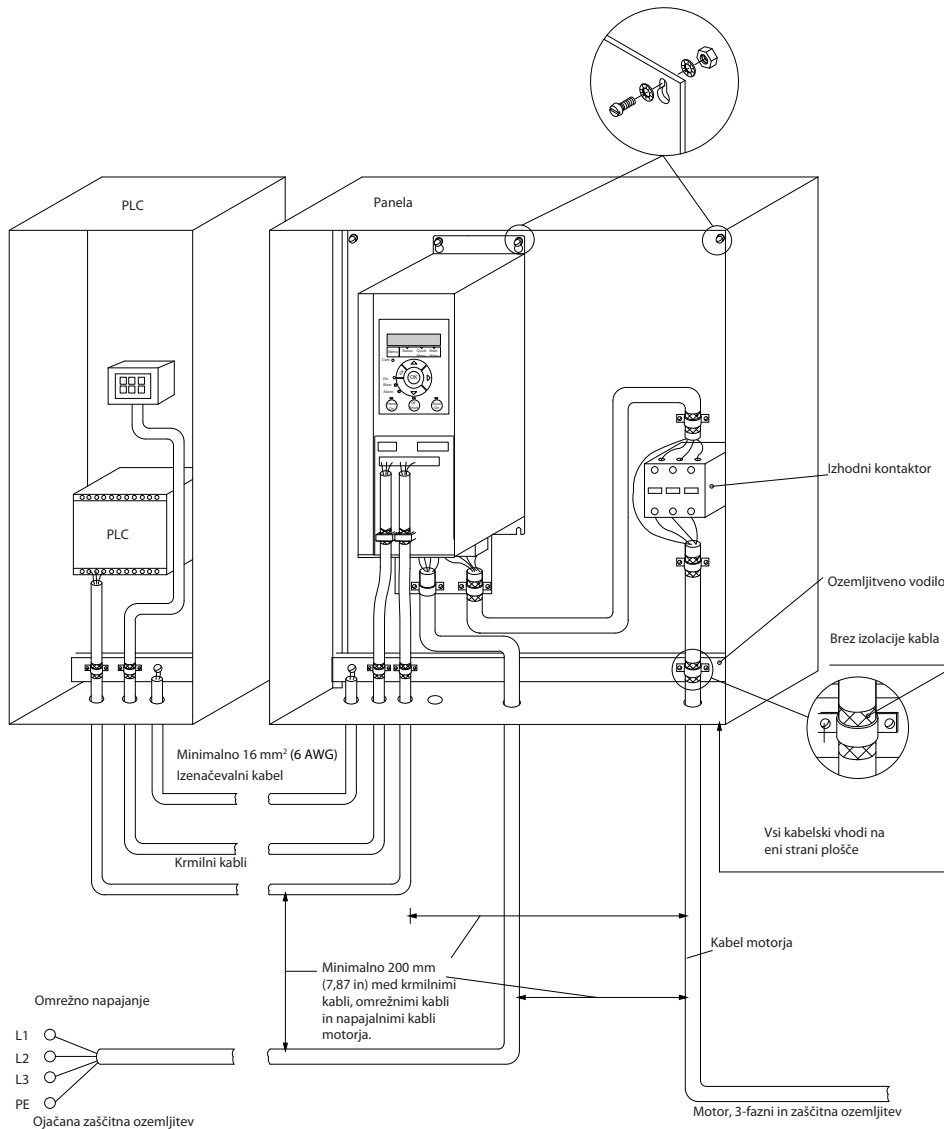 PLC
Panela
PLC
Izhodni kontaktor
Ozemljitveno vodilo
Brez izolacije kabla
Minimalno 16 mm² (6 AWG)
Izenačevalni kabel
Vsi kabelski vhodi na
eni strani plošče
Krmilni kabli
Kabel motorja
Minimalno 200 mm
(7,87 in) med krmilnimi
kabli, omrežnimi kabli
in napajalnimi kabli
motorja.
Omrežno napajanje
L1
L2
L3
PE
Ojačana zaščitna ozemljitev
Motor, 3-fazni in zaščitna ozemljitev